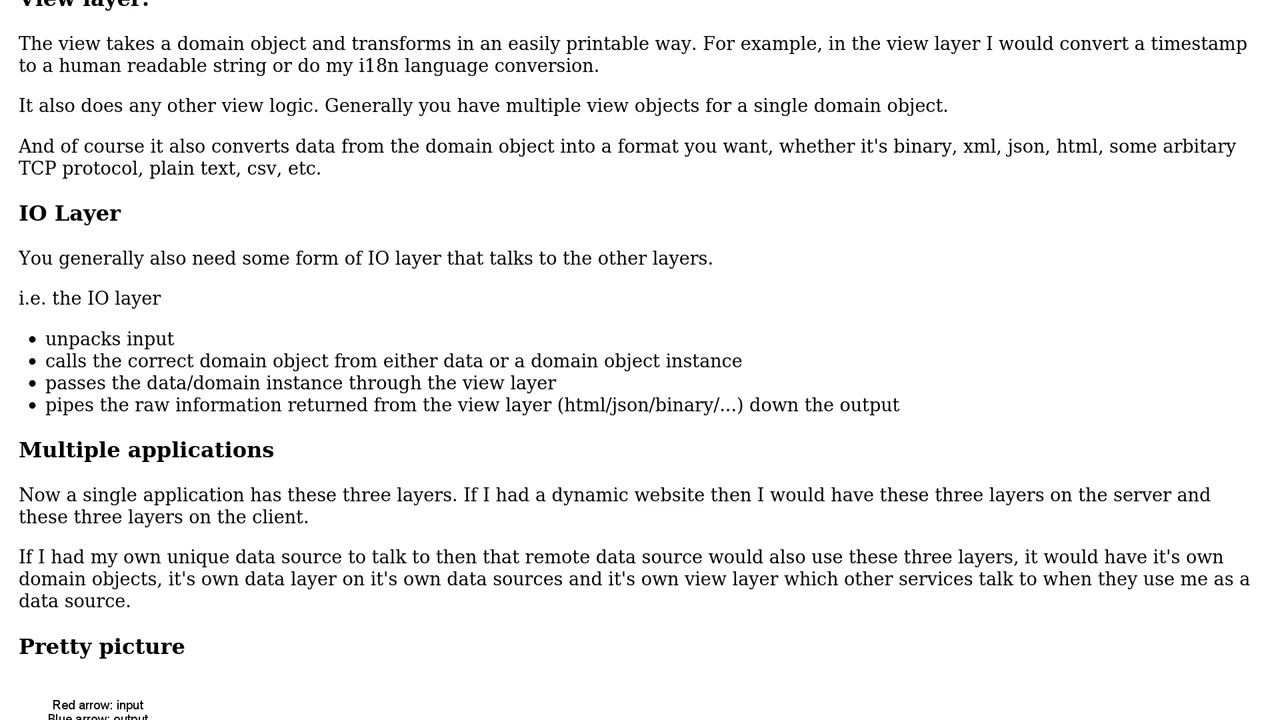 View layer:
The view takes a domain object and transforms in an easily printable way. For example, in the view layer I would convert a timestamp
to a human readable string or do my i18n language conversion.
It also does any other view logic. Generally you have multiple view objects for a single domain object.
And of course it also converts data from the domain object into a format you want, whether it's binary, xml, json, html, some arbitary
TCP protocol, plain text, csv, etc.
IO Layer
You generally also need some form of IO layer that talks to the other layers.
i.e. the IO layer
• unpacks input
• calls the correct domain object from either data or a domain object instance
• passes the data/domain instance through the view layer
• pipes the raw information returned from the view layer (html/json/binary/...) down the output
Multiple applications
Now a single application has these three layers. If I had a dynamic website then I would have these three layers on the server and
these three layers on the client.
If I had my own unique data source to talk to then that remote data source would also use these three layers, it would have it's own
domain objects, it's own data layer on it's own data sources and it's own view layer which other services talk to when they use me as a
data source.
Pretty picture
Red arrow: input
Blue arrow: output